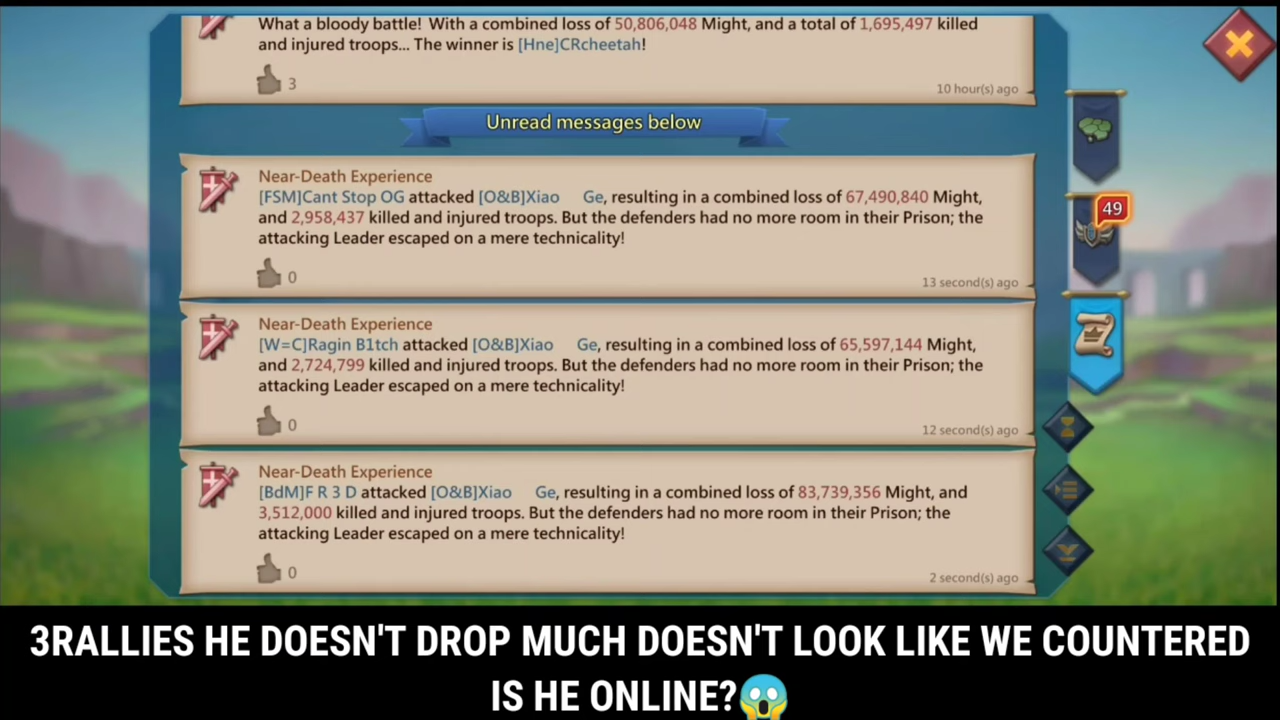 What a bloody battle! With a combined loss of 50,806,048 Might, and a total of 1,695,497 killed
and injured troops... The winner is [Hne]CRcheetah!
3
10 hour(s) ago
Unread messages below
49
Near-Death Experience
[FSM]Cant Stop OG attacked [O&B]Xiao Ge, resulting in a combined loss of 67,490,840 Might,
and 2,958,437 killed and injured troops. But the defenders had no more room in their Prison; the
attacking Leader escaped on a mere technicality!
0
13 second(s) ago
Near-Death Experience
[W=C]Ragin B1tch attacked [O&B]Xiao Ge, resulting in a combined loss of 65,597,144 Might,
and 2,724,799 killed and injured troops. But the defenders had no more room in their Prison; the
attacking Leader escaped on a mere technicality!
0
12 second(s) ago
Near-Death Experience
[BdM]F R 3 D attacked [O&B]Xiao Ge, resulting in a combined loss of 83,739,356 Might, and
3,512,000 killed and injured troops. But the defenders had no more room in their Prison; the
attacking Leader escaped on a mere technicality!
0
2 second(s) ago
3RALLIES HE DOESN'T DROP MUCH DOESN'T LOOK LIKE WE COUNTERED
IS HE ONLINE?😱